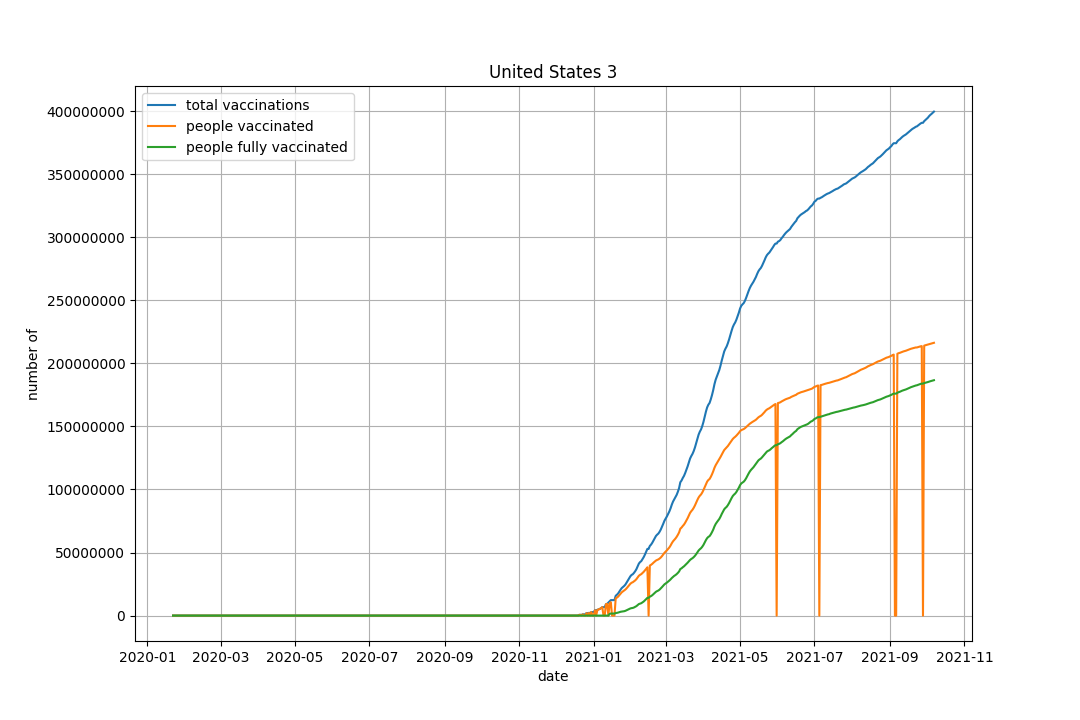 United States 3
total vaccinations
people vaccinated
people fully vaccinated
400000000
350000000
300000000
250000000
200000000
150000000
100000000
50000000
0
number of
2020-01 2020-03 2020-05 2020-07 2020-09 2020-11 2021-01 2021-03 2021-05 2021-07 2021-09 2021-11
date